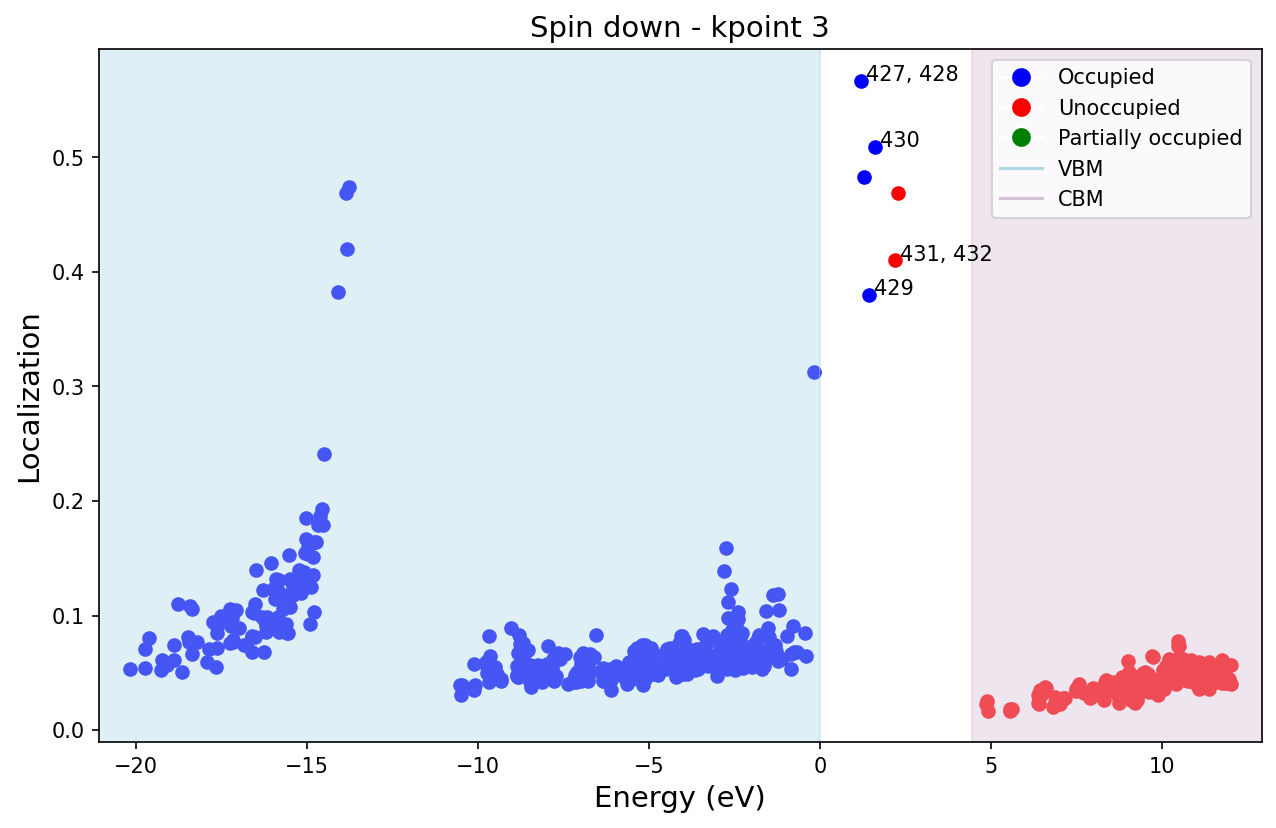 Spin down - kpoint 3
427, 428
430
431, 432
429
Occupied
Unoccupied
Partially occupied
VBM
CBM
Localization
0.5
0.4
0.3
0.2
0.1
0.0
−20
−15
−10
−5
0
5
10
Energy (eV)